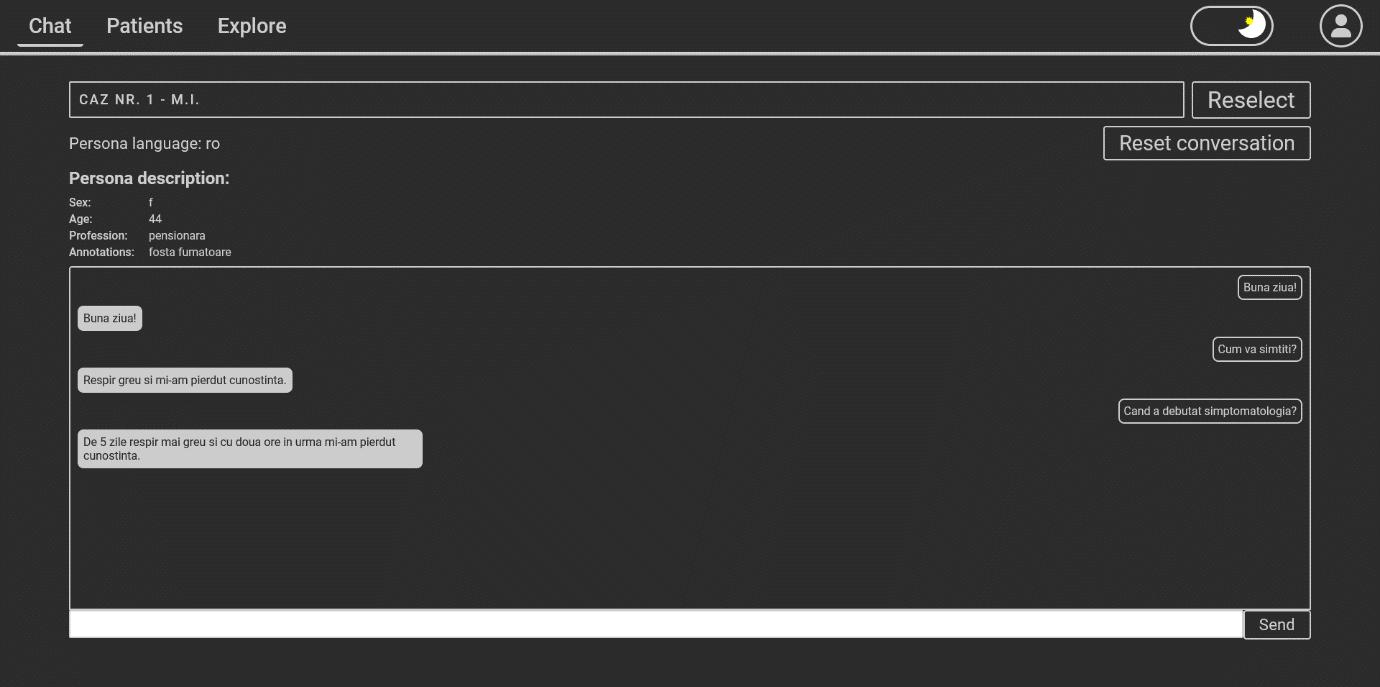 Chat Patients Explore
CAZ NR. 1 - M.I. Reselect
Persona language: ro Reset conversation
Persona description:
Sex: f
Age: 44
Profession: pensionara
Annotations: fosta fumatoare
Buna ziua!
Buna ziua!
Cum va simtiti?
Respir greu si mi-am pierdut cunostinta.
Cand a debutat simptomatologia?
De 5 zile respir mai greu si cu doua ore in urma mi-am pierdut
cunostinta.
Send